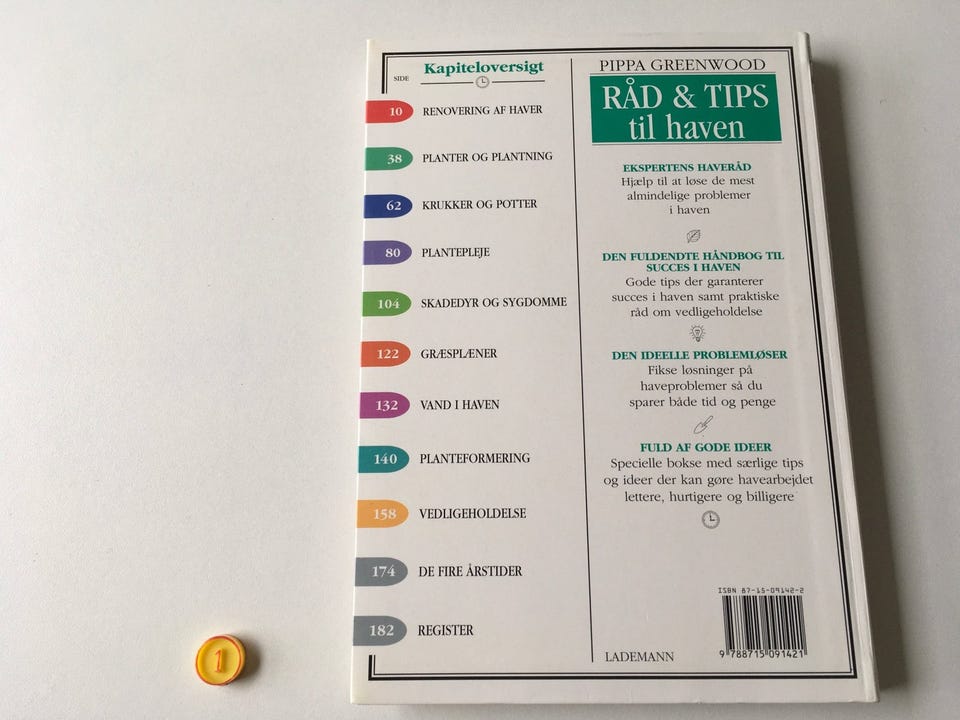 SIDE
Kapiteloversigt
10 RENOVERING AF HAVER
38 PLANTER OG PLANTNING
62 KRUKKER OG POTTER
80 PLANTEPLEJE
104 SKADEDYR OG SYGDOMME
122 GRÆSPLÆNER
132 VAND I HAVEN
140 PLANTEFORMERING
158 VEDLIGEHOLDELSE
174 DE FIRE ÅRSTIDER
182 REGISTER
PIPPA GREENWOOD
RÅD & TIPS
til haven
EKSPERTENS HAVERÅD
Hjælp til at løse de mest
almindelige problemer
i haven
DEN FULDENDTE HÅNDBOG TIL
SUCCES I HAVEN
Gode tips der garanterer
succes i haven samt praktiske
råd om vedligeholdelse
DEN IDEELLE PROBLEMLØSER
Fikse løsninger på
haveproblemer så du
sparer både tid og penge
FULD AF GODE IDEER
Specielle bokse med særlige tips
og ideer der kan gøre havearbejdet
lettere, hurtigere og billigere
ISBN 87-15-09142-2
9 788715 091421
LADEMANN
1